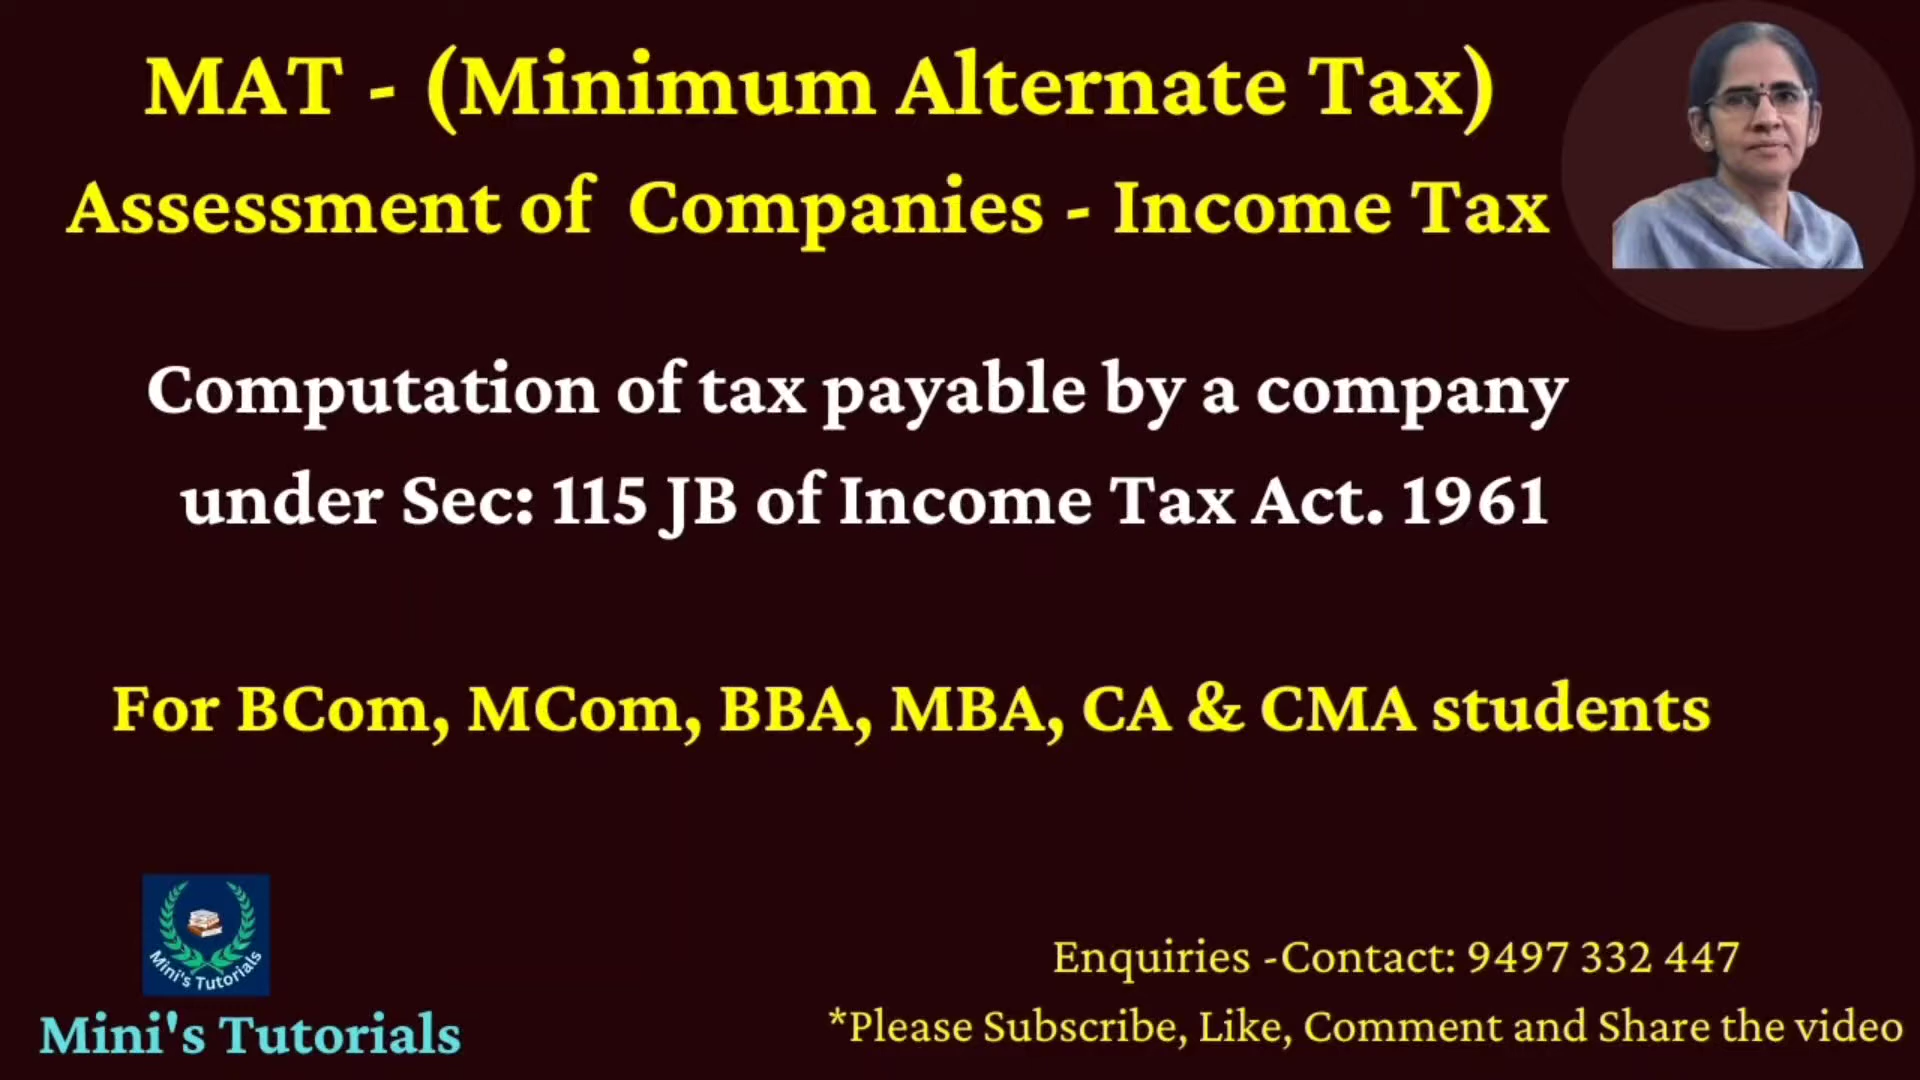 MAT - (Minimum Alternate Tax)
Assessment of Companies - Income Tax
Computation of tax payable by a company
under Sec: 115 JB of Income Tax Act. 1961
For BCom, MCom, BBA, MBA, CA & CMA students
Mini's Tutorials
Mini's Tutorials
Enquiries -Contact: 9497 332 447
*Please Subscribe, Like, Comment and Share the video